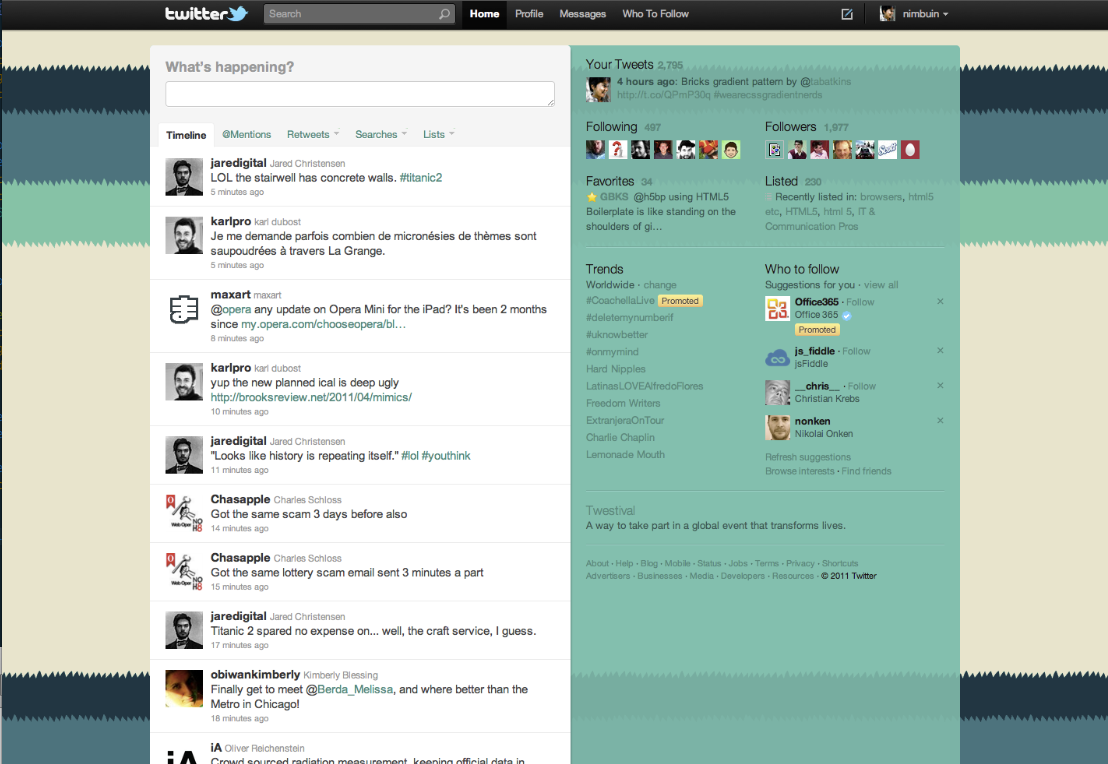 twitter
Search
Home Profile Messages Who To Follow
nimbuin
What's happening?
Timeline @Mentions Retweets Searches Lists
jaredigital Jared Christensen
LOL the stairwell has concrete walls. #titanic2
5 minutes ago
karlpro karl dubost
Je me demande parfois combien de micronésies de thèmes sont
saupoudrées à travers La Grange.
5 minutes ago
maxart maxart
@opera any update on Opera Mini for the iPad? It's been 2 months
since my.opera.com/chooseopera/bl…
8 minutes ago
karlpro karl dubost
yup the new planned ical is deep ugly
http://brooksreview.net/2011/04/mimics/
10 minutes ago
jaredigital Jared Christensen
"Looks like history is repeating itself." #lol #youthink
11 minutes ago
Chasapple Charles Schloss
Got the same scam 3 days before also
14 minutes ago
Chasapple Charles Schloss
Got the same lottery scam email sent 3 minutes a part
15 minutes ago
jaredigital Jared Christensen
Titanic 2 spared no expense on... well, the craft service, I guess.
17 minutes ago
obiwankimberly Kimberly Blessing
Finally get to meet @Berda_Melissa, and where better than the
Metro in Chicago!
18 minutes ago
iA Oliver Reichenstein
Crowd sourced radiation measurement, keeping official data in
Your Tweets 2,795
4 hours ago: Bricks gradient pattern by @tabatkins
http://t.co/QPmP30q #wearecssgradientnerds
Following 497
Followers 1,977
Favorites 34
GBKS @h5bp using HTML5
Boilerplate is like standing on the
shoulders of gi…
Listed 230
Recently listed in: browsers, html5
etc, HTML5, html 5, IT &
Communication Pros
Trends
Worldwide · change
#CoachellaLive Promoted
#deletemynumberif
#uknowbetter
#onmymind
Hard Nipples
LatinasLOVEAlfredoFlores
Freedom Writers
ExtranjeraOnTour
Charlie Chaplin
Lemonade Mouth
Who to follow
Suggestions for you · view all
Office365 · Follow
Office 365
Promoted
js_fiddle · Follow
jsFiddle
__chris__ · Follow
Christian Krebs
nonken
Nikolai Onken
Refresh suggestions
Browse interests · Find friends
Twestival
A way to take part in a global event that transforms lives.
About · Help · Blog · Mobile · Status · Jobs · Terms · Privacy · Shortcuts
Advertisers · Businesses · Media · Developers · Resources · © 2011 Twitter